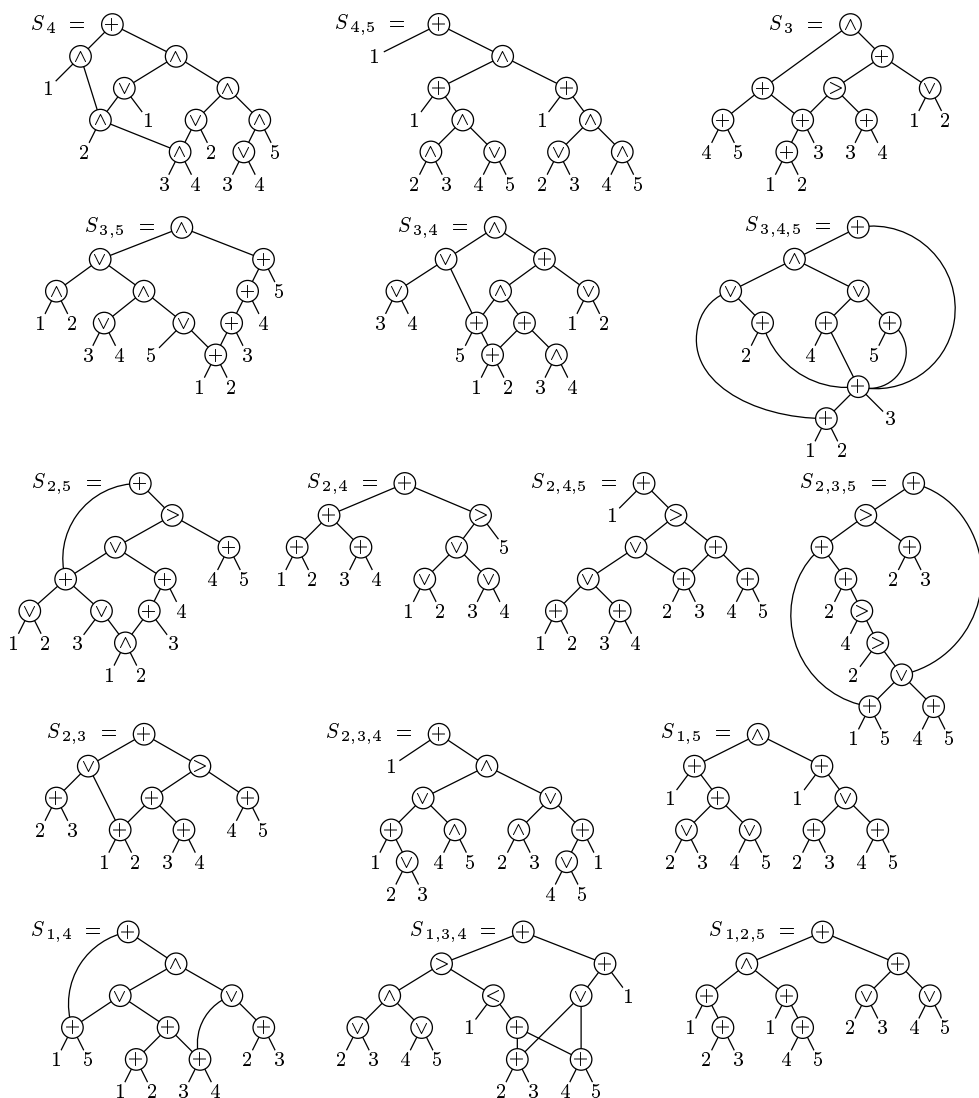 S₄ = +
∧ ∧
1 ∨ ∧
∧ 1 ∨ ∧
2 ∧ 2 ∨ 5
3 4 3 4
S₄,₅ = +
1 ∧
+ +
1 ∧ 1 ∧
∧ ∨ ∨ ∧
2 3 4 5 2 3 4 5
S₃ = ∧
+
+ > ∨
+ + + 1 2
4 5 + 3 3 4
1 2
S₃,₅ = ∧
∨ +
∧ ∧ + 5
1 2 ∨ ∨ + 4
3 4 5 + 3
1 2
S₃,₄ = ∧
∨ +
∨ ∧ ∨
3 4 + + 1 2
5 + ∧
1 2 3 4
S₃,₄,₅ = +
∧
∨ ∨
+ + +
2 4 5
+
+ 3
1 2
S₂,₅ = +
>
∨ +
+ + 4 5
∨ ∨ + 4
1 2 3 ∧ 3
1 2
S₂,₄ = +
+ >
+ + ∨ 5
1 2 3 4 ∨ ∨
1 2 3 4
S₂,₄,₅ = +
1 >
∨ +
∨ + +
+ + 2 3 4 5
1 2 3 4
S₂,₃,₅ = +
>
+ +
+ 2 3
2 >
4 >
2 ∨
+ +
1 5 4 5
S₂,₃ = +
∨ >
+ + +
2 3 + + 4 5
1 2 3 4
S₂,₃,₄ = +
1 ∧
∨ ∨
+ ∧ ∧ +
1 ∨ 4 5 2 3 ∨ 1
2 3 4 5
S₁,₅ = ∧
+ +
1 + 1 ∨
∨ ∨ + +
2 3 4 5 2 3 4 5
S₁,₄ = +
∧
∨ ∨
+ + +
1 5 + + 2 3
1 2 3 4
S₁,₃,₄ = +
> +
∧ < ∨ 1
∨ ∨ 1 +
2 3 4 5 + +
2 3 4 5
S₁,₂,₅ = +
∧ +
+ + ∨ ∨
1 + 1 + 2 3 4 5
2 3 4 5